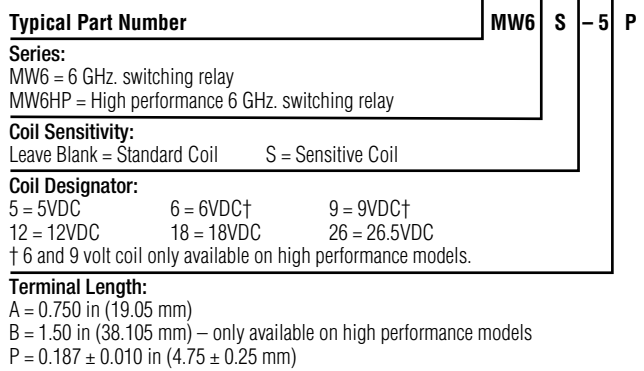 Typical Part Number MW6 S – 5 P
Series:
MW6 = 6 GHz. switching relay
MW6HP = High performance 6 GHz. switching relay
Coil Sensitivity:
Leave Blank = Standard Coil S = Sensitive Coil
Coil Designator:
5 = 5VDC 6 = 6VDC† 9 = 9VDC†
12 = 12VDC 18 = 18VDC 26 = 26.5VDC
† 6 and 9 volt coil only available on high performance models.
Terminal Length:
A = 0.750 in (19.05 mm)
B = 1.50 in (38.105 mm) – only available on high performance models
P = 0.187 ± 0.010 in (4.75 ± 0.25 mm)